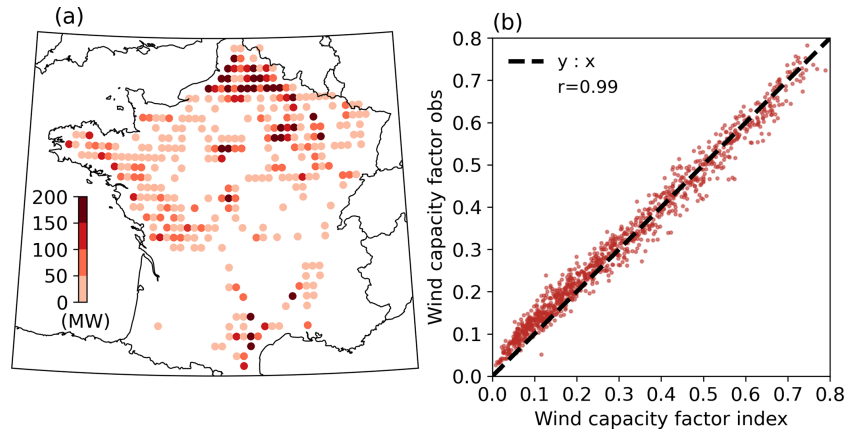 (a)
200
150
100
50
0
(MW)
(b)
0.8
0.7
0.6
0.5
0.4
0.3
0.2
0.1
0.0
Wind capacity factor obs
y : x
r=0.99
0.0 0.1 0.2 0.3 0.4 0.5 0.6 0.7 0.8
Wind capacity factor index